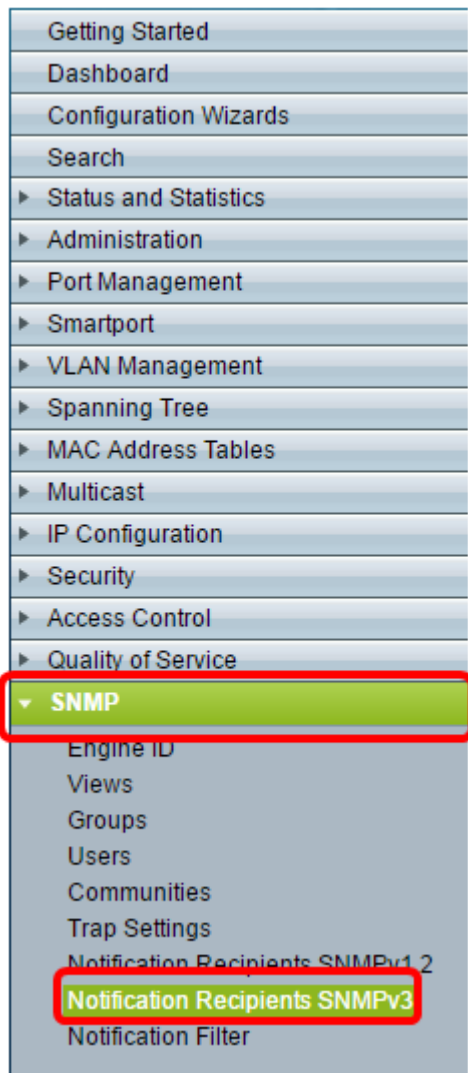 Getting Started
Dashboard
Configuration Wizards
Search
Status and Statistics
Administration
Port Management
Smartport
VLAN Management
Spanning Tree
MAC Address Tables
Multicast
IP Configuration
Security
Access Control
Quality of Service
SNMP
Engine ID
Views
Groups
Users
Communities
Trap Settings
Notification Recipients SNMPv1,2
Notification Recipients SNMPv3
Notification Filter